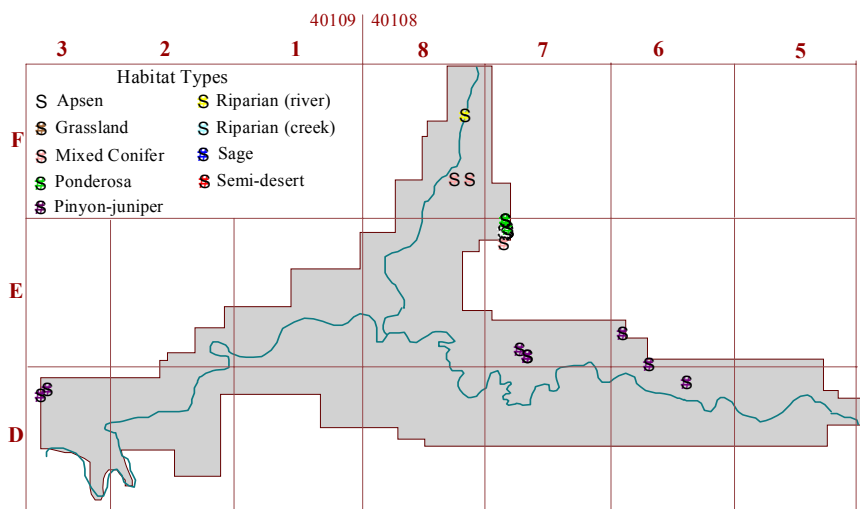 40109 40108
3 2 1 8 7 6 5
Habitat Types
S Apsen S Riparian (river)
S Grassland S Riparian (creek)
S Mixed Conifer S Sage
S Ponderosa S Semi-desert
S Pinyon-juniper
F
S
S S
S
S
E
S
S S
S
S
S S
D